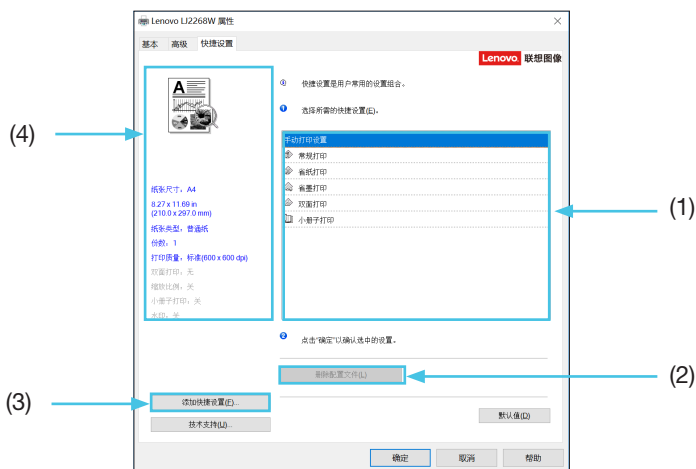 Lenovo LJ2268W 属性
基本 高级 快捷设置
Lenovo 联想图像
A
快捷设置是用户常用的设置组合。
1 选择所需的快捷设置(E)。
手动打印设置
常规打印
省纸打印
省墨打印
双面打印
小册子打印
(4)
(1)
纸张尺寸: A4
8.27 x 11.69 in
(210.0 x 297.0 mm)
纸张类型: 普通纸
份数: 1
打印质量: 标准(600 x 600 dpi)
双面打印: 无
缩放比例: 关
小册子打印: 关
水印: 关
2 点击"确定"以确认选中的设置。
删除配置文件(L)
(2)
(3)
添加快捷设置(F)...
技术支持(U)...
默认值(D)
确定 取消 帮助